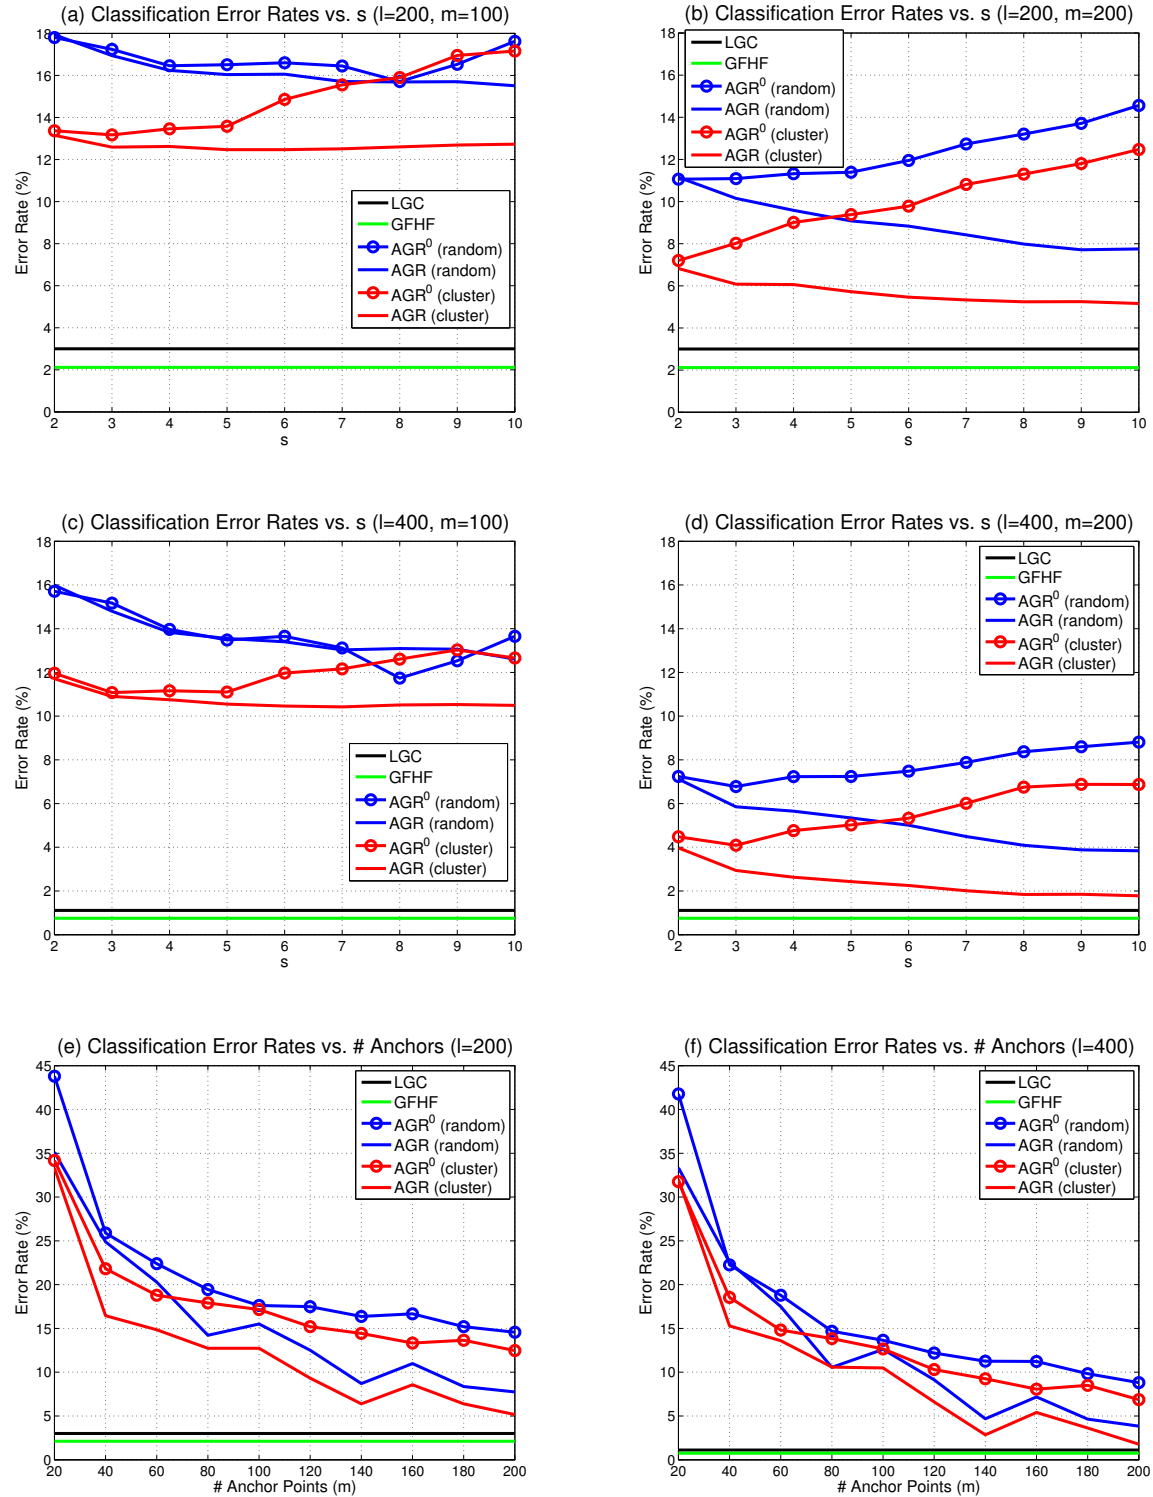 (a) Classification Error Rates vs. s (l=200, m=100)
18
16
14
12
10
8
6
4
2
0
Error Rate (%)
LGC
GFHF
AGR⁰ (random)
AGR (random)
AGR⁰ (cluster)
AGR (cluster)
2 3 4 5 6 7 8 9 10
s
(b) Classification Error Rates vs. s (l=200, m=200)
18
16
14
12
10
8
6
4
2
0
Error Rate (%)
LGC
GFHF
AGR⁰ (random)
AGR (random)
AGR⁰ (cluster)
AGR (cluster)
2 3 4 5 6 7 8 9 10
s
(c) Classification Error Rates vs. s (l=400, m=100)
18
16
14
12
10
8
6
4
2
0
Error Rate (%)
LGC
GFHF
AGR⁰ (random)
AGR (random)
AGR⁰ (cluster)
AGR (cluster)
2 3 4 5 6 7 8 9 10
s
(d) Classification Error Rates vs. s (l=400, m=200)
18
16
14
12
10
8
6
4
2
0
Error Rate (%)
LGC
GFHF
AGR⁰ (random)
AGR (random)
AGR⁰ (cluster)
AGR (cluster)
2 3 4 5 6 7 8 9 10
s
(e) Classification Error Rates vs. # Anchors (l=200)
45
40
35
30
25
20
15
10
5
0
Error Rate (%)
LGC
GFHF
AGR⁰ (random)
AGR (random)
AGR⁰ (cluster)
AGR (cluster)
20 40 60 80 100 120 140 160 180 200
# Anchor Points (m)
(f) Classification Error Rates vs. # Anchors (l=400)
45
40
35
30
25
20
15
10
5
0
Error Rate (%)
LGC
GFHF
AGR⁰ (random)
AGR (random)
AGR⁰ (cluster)
AGR (cluster)
20 40 60 80 100 120 140 160 180 200
# Anchor Points (m)